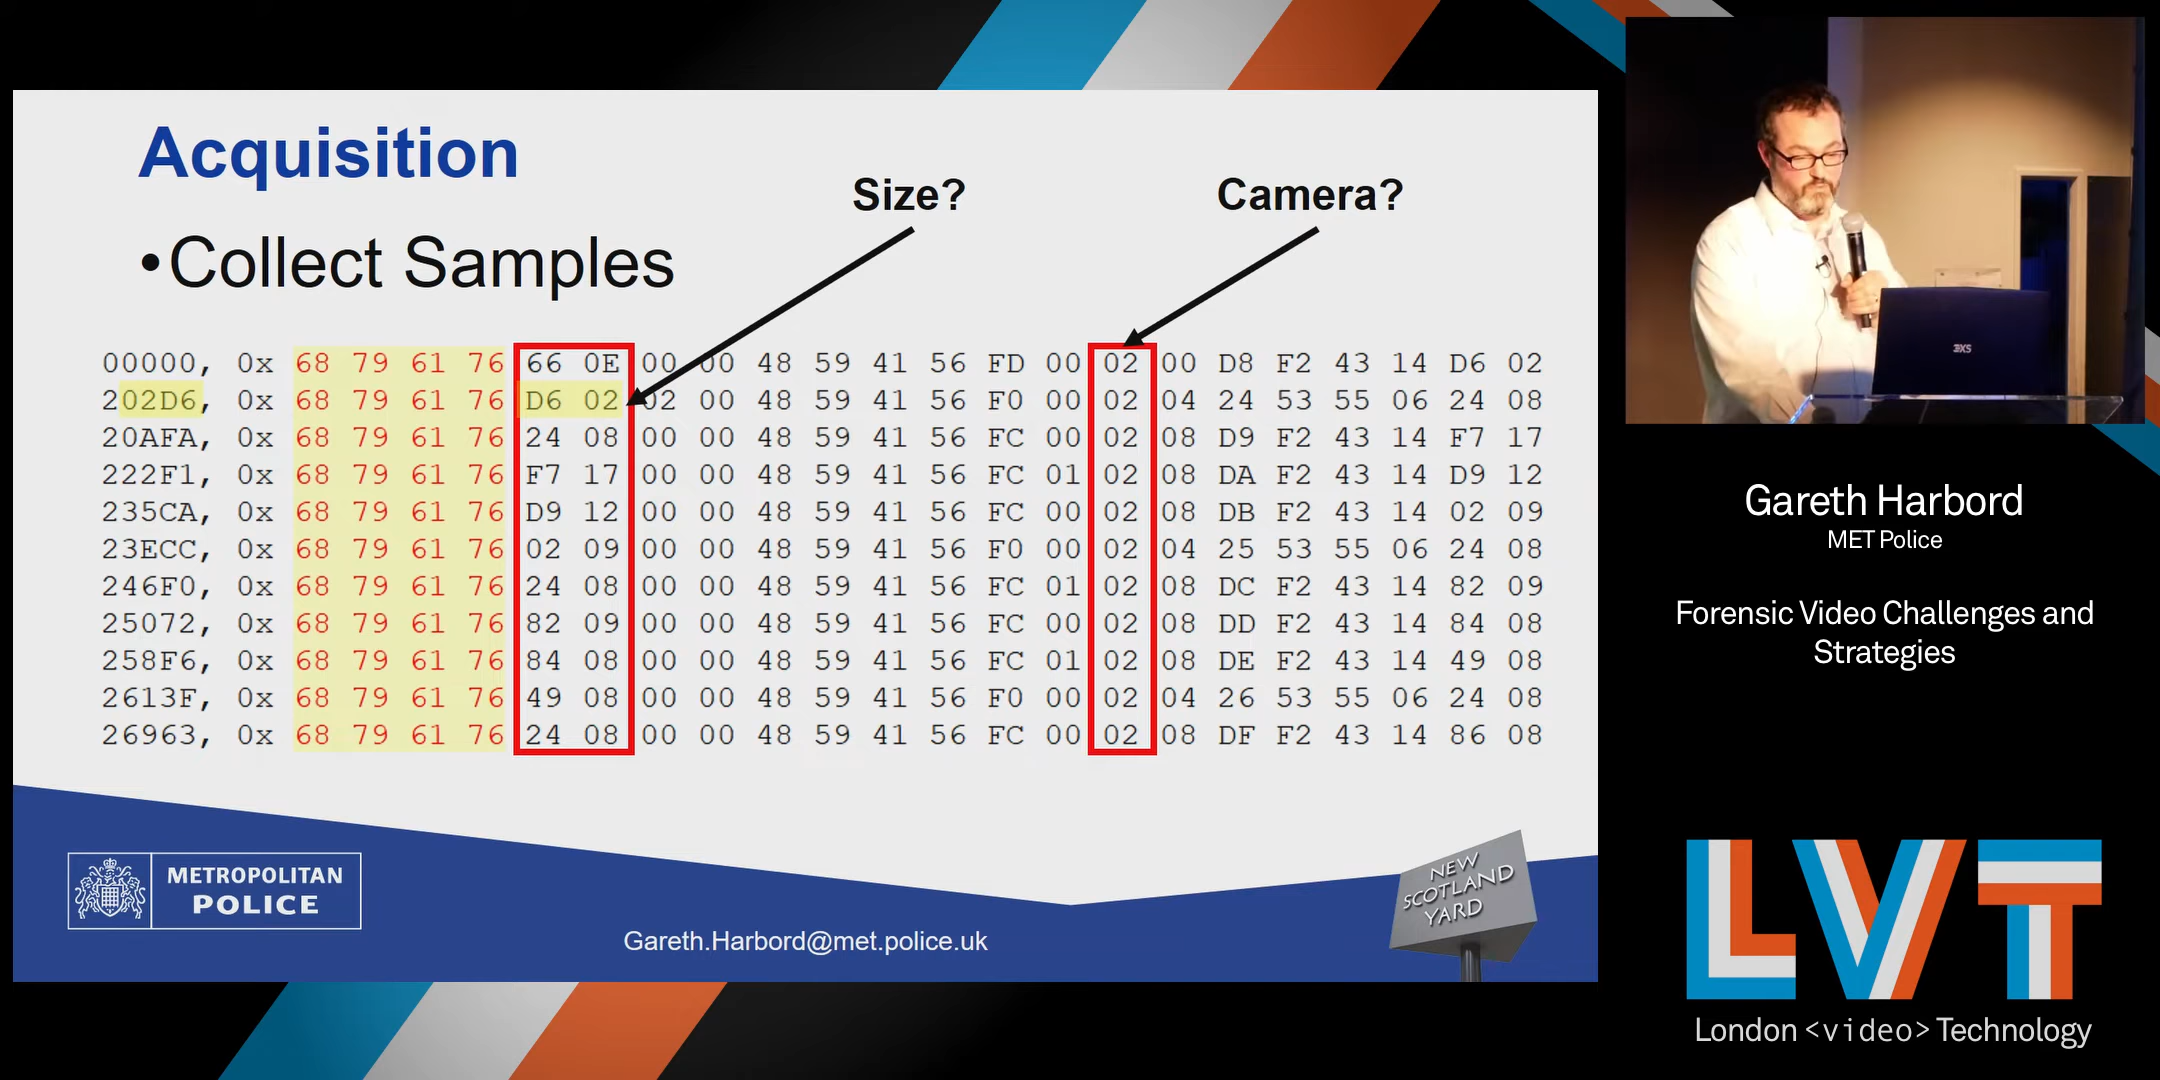 Acquisition
Size?
Camera?
•Collect Samples
00000, 0x 68 79 61 76 66 0E 00 00 48 59 41 56 FD 00 02 00 D8 F2 43 14 D6 02
202D6, 0x 68 79 61 76 D6 02 02 00 48 59 41 56 F0 00 02 04 24 53 55 06 24 08
20AFA, 0x 68 79 61 76 24 08 00 00 48 59 41 56 FC 00 02 08 D9 F2 43 14 F7 17
222F1, 0x 68 79 61 76 F7 17 00 00 48 59 41 56 FC 01 02 08 DA F2 43 14 D9 12
235CA, 0x 68 79 61 76 D9 12 00 00 48 59 41 56 FC 00 02 08 DB F2 43 14 02 09
23ECC, 0x 68 79 61 76 02 09 00 00 48 59 41 56 F0 00 02 04 25 53 55 06 24 08
246F0, 0x 68 79 61 76 24 08 00 00 48 59 41 56 FC 01 02 08 DC F2 43 14 82 09
25072, 0x 68 79 61 76 82 09 00 00 48 59 41 56 FC 00 02 08 DD F2 43 14 84 08
258F6, 0x 68 79 61 76 84 08 00 00 48 59 41 56 FC 01 02 08 DE F2 43 14 49 08
2613F, 0x 68 79 61 76 49 08 00 00 48 59 41 56 F0 00 02 04 26 53 55 06 24 08
26963, 0x 68 79 61 76 24 08 00 00 48 59 41 56 FC 00 02 08 DF F2 43 14 86 08
METROPOLITAN
POLICE
Gareth.Harbord@met.police.uk
NEW
SCOTLAND
YARD
3XS
Gareth Harbord
MET Police
Forensic Video Challenges and
Strategies
LVT
London <video> Technology